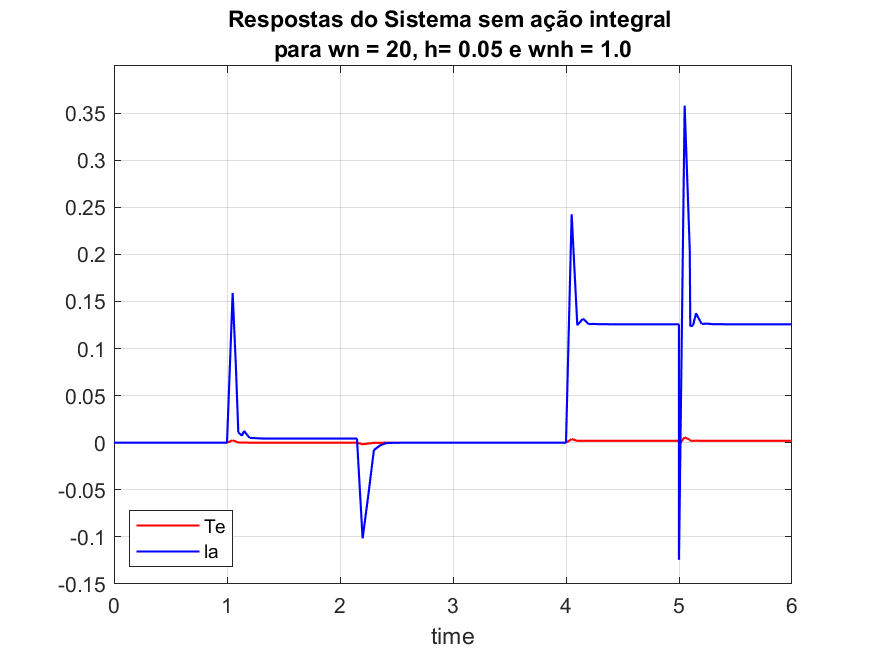 Respostas do Sistema sem ação integral
para wn = 20, h= 0.05 e wnh = 1.0
0.35
0.3
0.25
0.2
0.15
0.1
0.05
0
-0.05
-0.1
-0.15
Te
Ia
0 1 2 3 4 5 6
time